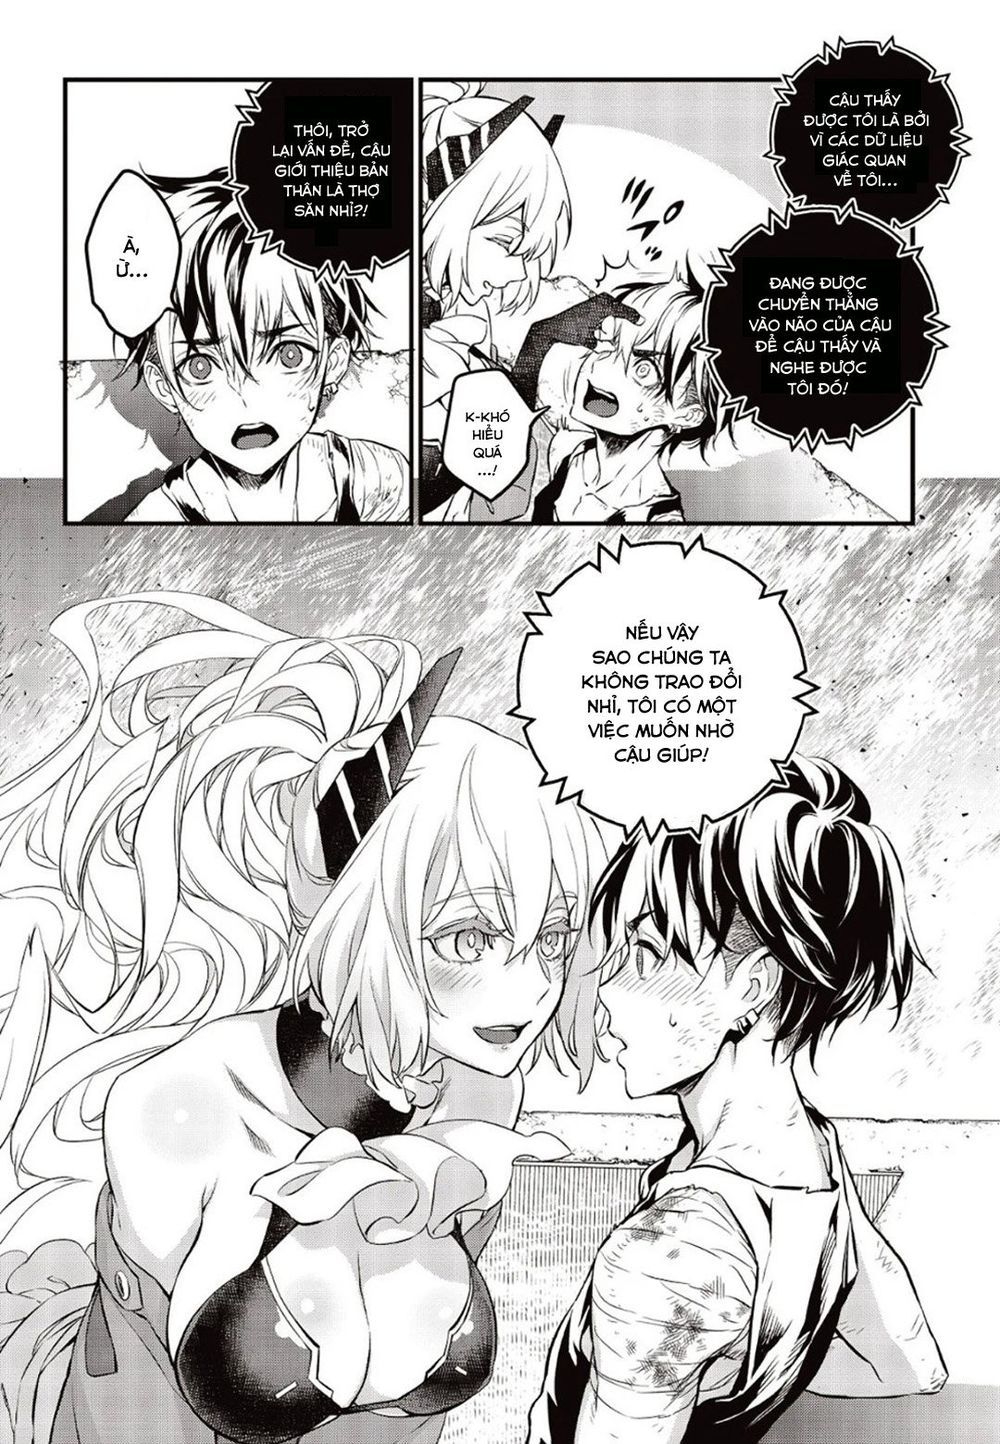 CẬU THẤY
ĐƯỢC TÔI LÀ BỞI
VÌ CÁC DỮ LIỆU
GIÁC QUAN
VỀ TÔI...
ĐANG ĐƯỢC
CHUYỂN THẲNG
VÀO NÃO CỦA CẬU
ĐỂ CẬU THẤY VÀ
NGHE ĐƯỢC
TÔI ĐÓ!
K-KHÓ
HIỂU
QUÁ
...!
THÔI, TRỞ
LẠI VẤN ĐỀ, CẬU
GIỚI THIỆU BẢN
THÂN LÀ THỢ
SĂN NHỈ?!
À,
Ừ...
NẾU VẬY
SAO CHÚNG TA
KHÔNG TRAO ĐỔI
NHỈ, TÔI CÓ MỘT
VIỆC MUỐN NHỜ
CẬU GIÚP!